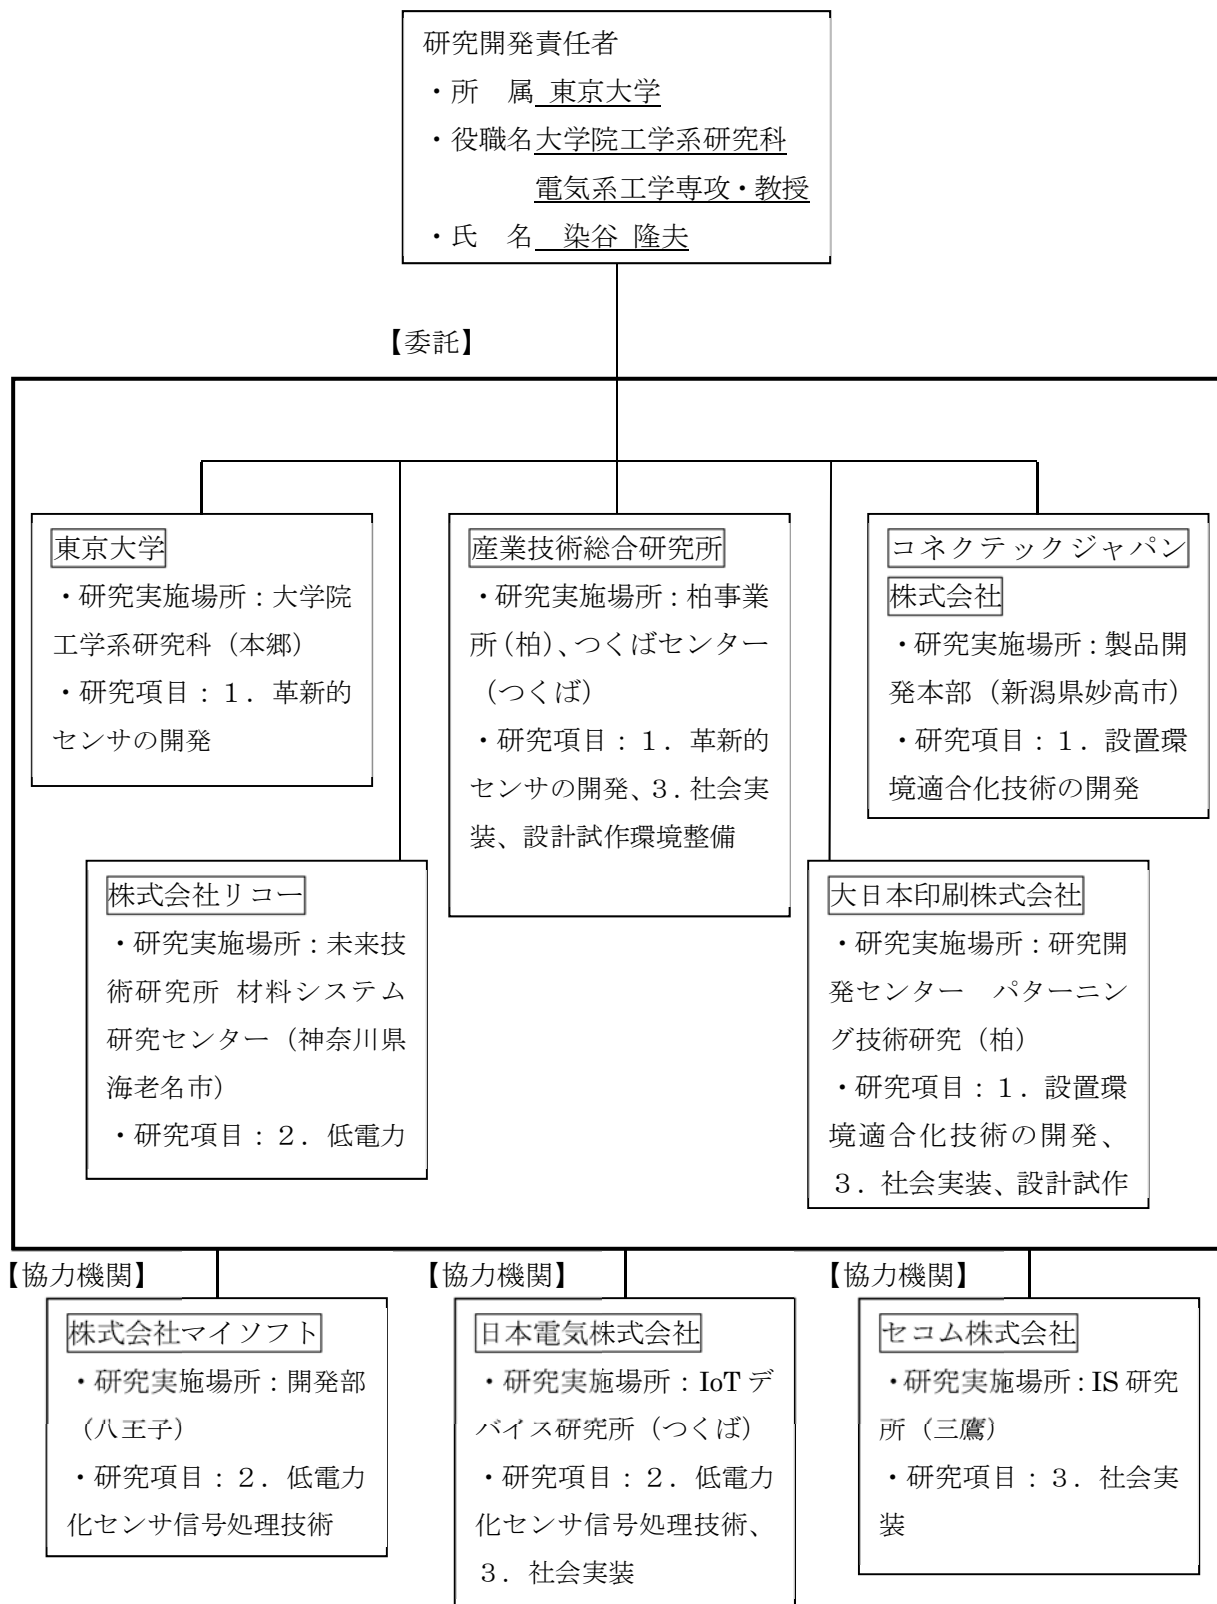 研究開発責任者
・所　属 東京大学
・役職名大学院工学系研究科
電気系工学専攻・教授
・氏　名　染谷 隆夫
【委託】
東京大学
・研究実施場所：大学院
工学系研究科（本郷）
・研究項目：１．革新的
センサの開発
産業技術総合研究所
・研究実施場所：柏事業
所（柏）、つくばセンター
（つくば）
・研究項目：１．革新的
センサの開発、３．社会実
装、設計試作環境整備
コネクテックジャパン
株式会社
・研究実施場所：製品開
発本部（新潟県妙高市）
・研究項目：１．設置環
境適合化技術の開発
株式会社リコー
・研究実施場所：未来技
術研究所 材料システム
研究センター（神奈川県
海老名市）
・研究項目：２．低電力
大日本印刷株式会社
・研究実施場所：研究開
発センター　パターニン
グ技術研究（柏）
・研究項目：１．設置環
境適合化技術の開発、
３．社会実装、設計試作
【協力機関】
株式会社マイソフト
・研究実施場所：開発部
（八王子）
・研究項目：２．低電力
化センサ信号処理技術
【協力機関】
日本電気株式会社
・研究実施場所：IoT デ
バイス研究所（つくば）
・研究項目：２．低電力
化センサ信号処理技術、
３．社会実装
【協力機関】
セコム株式会社
・研究実施場所：IS 研究
所（三鷹）
・研究項目：３．社会実
装